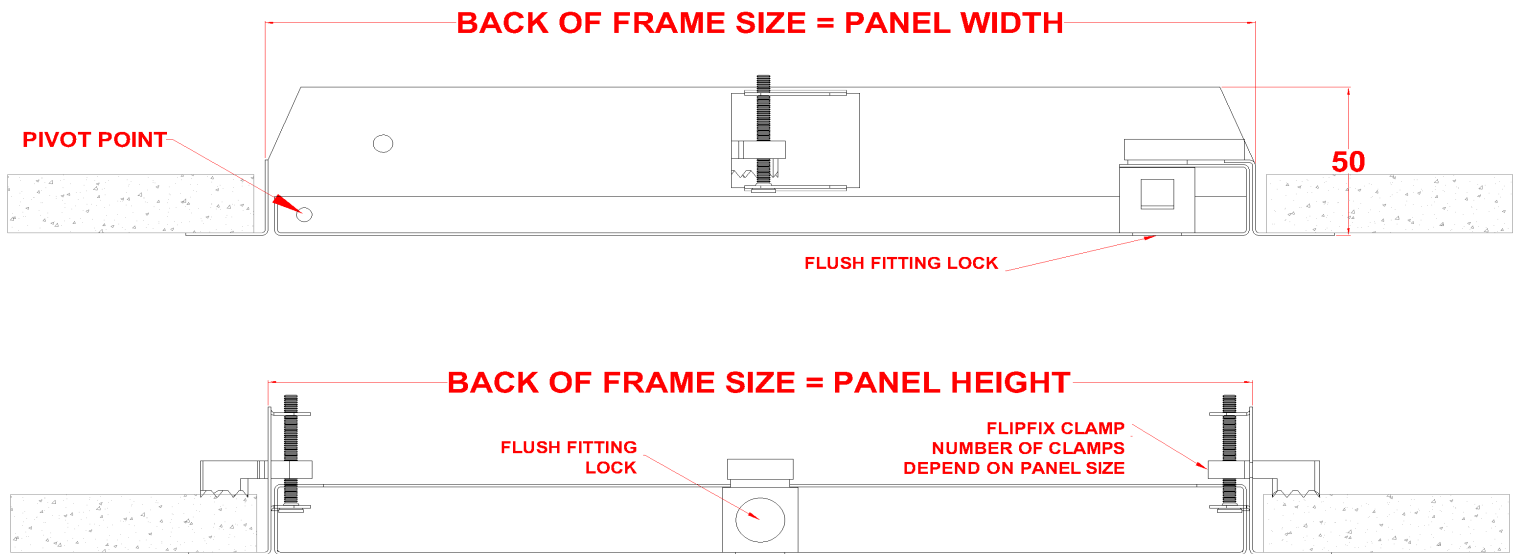 BACK OF FRAME SIZE = PANEL WIDTH
PIVOT POINT
50
FLUSH FITTING LOCK
BACK OF FRAME SIZE = PANEL HEIGHT
FLUSH FITTING
LOCK
FLIPFIX CLAMP
NUMBER OF CLAMPS
DEPEND ON PANEL SIZE